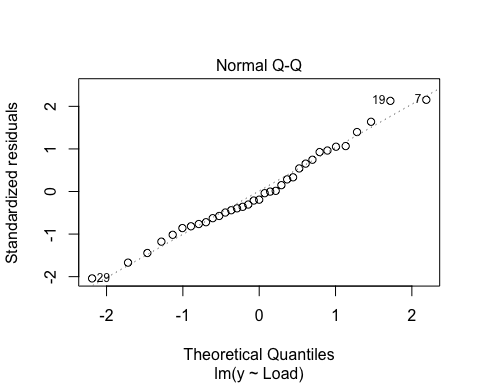 Normal Q-Q
Standardized residuals
2
1
0
-1
-2
19
7
29
-2 -1 0 1 2
Theoretical Quantiles
lm(y ~ Load)